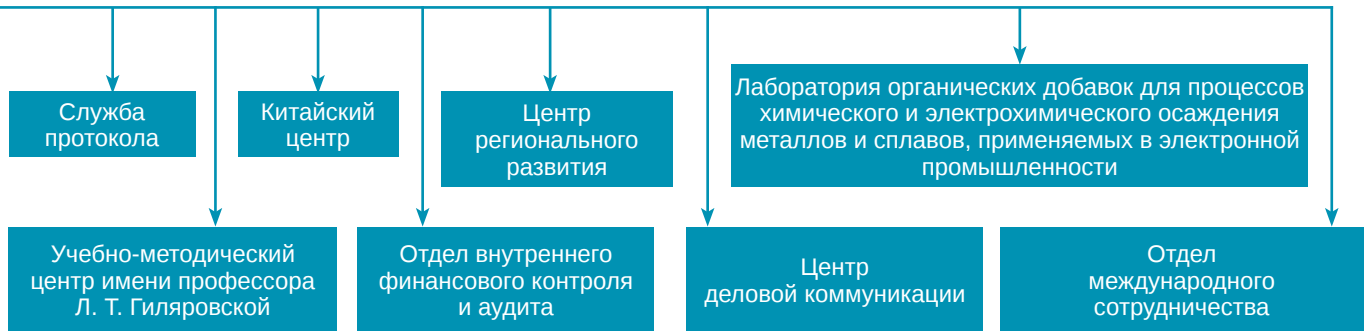 Служба
протокола
Китайский
центр
Центр
регионального
развития
Лаборатория органических добавок для процессов
химического и электрохимического осаждения
металлов и сплавов, применяемых в электронной
промышленности
Учебно-методический
центр имени профессора
Л. Т. Гиляровской
Отдел внутреннего
финансового контроля
и аудита
Центр
деловой коммуникации
Отдел
международного
сотрудничества